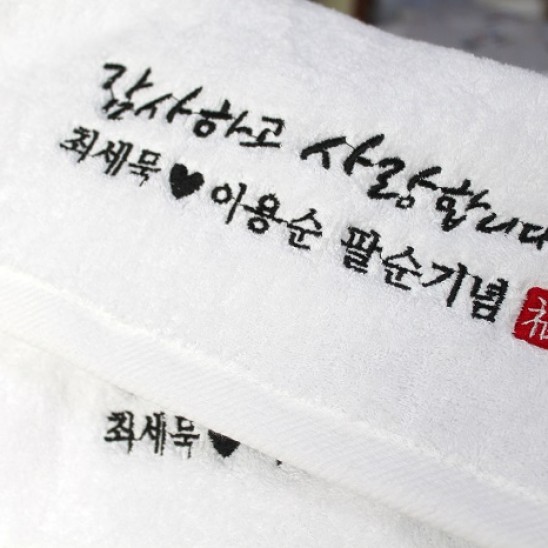 감사하고 사랑합니다
최세묵♥이용순 팔순기념
최세묵♥